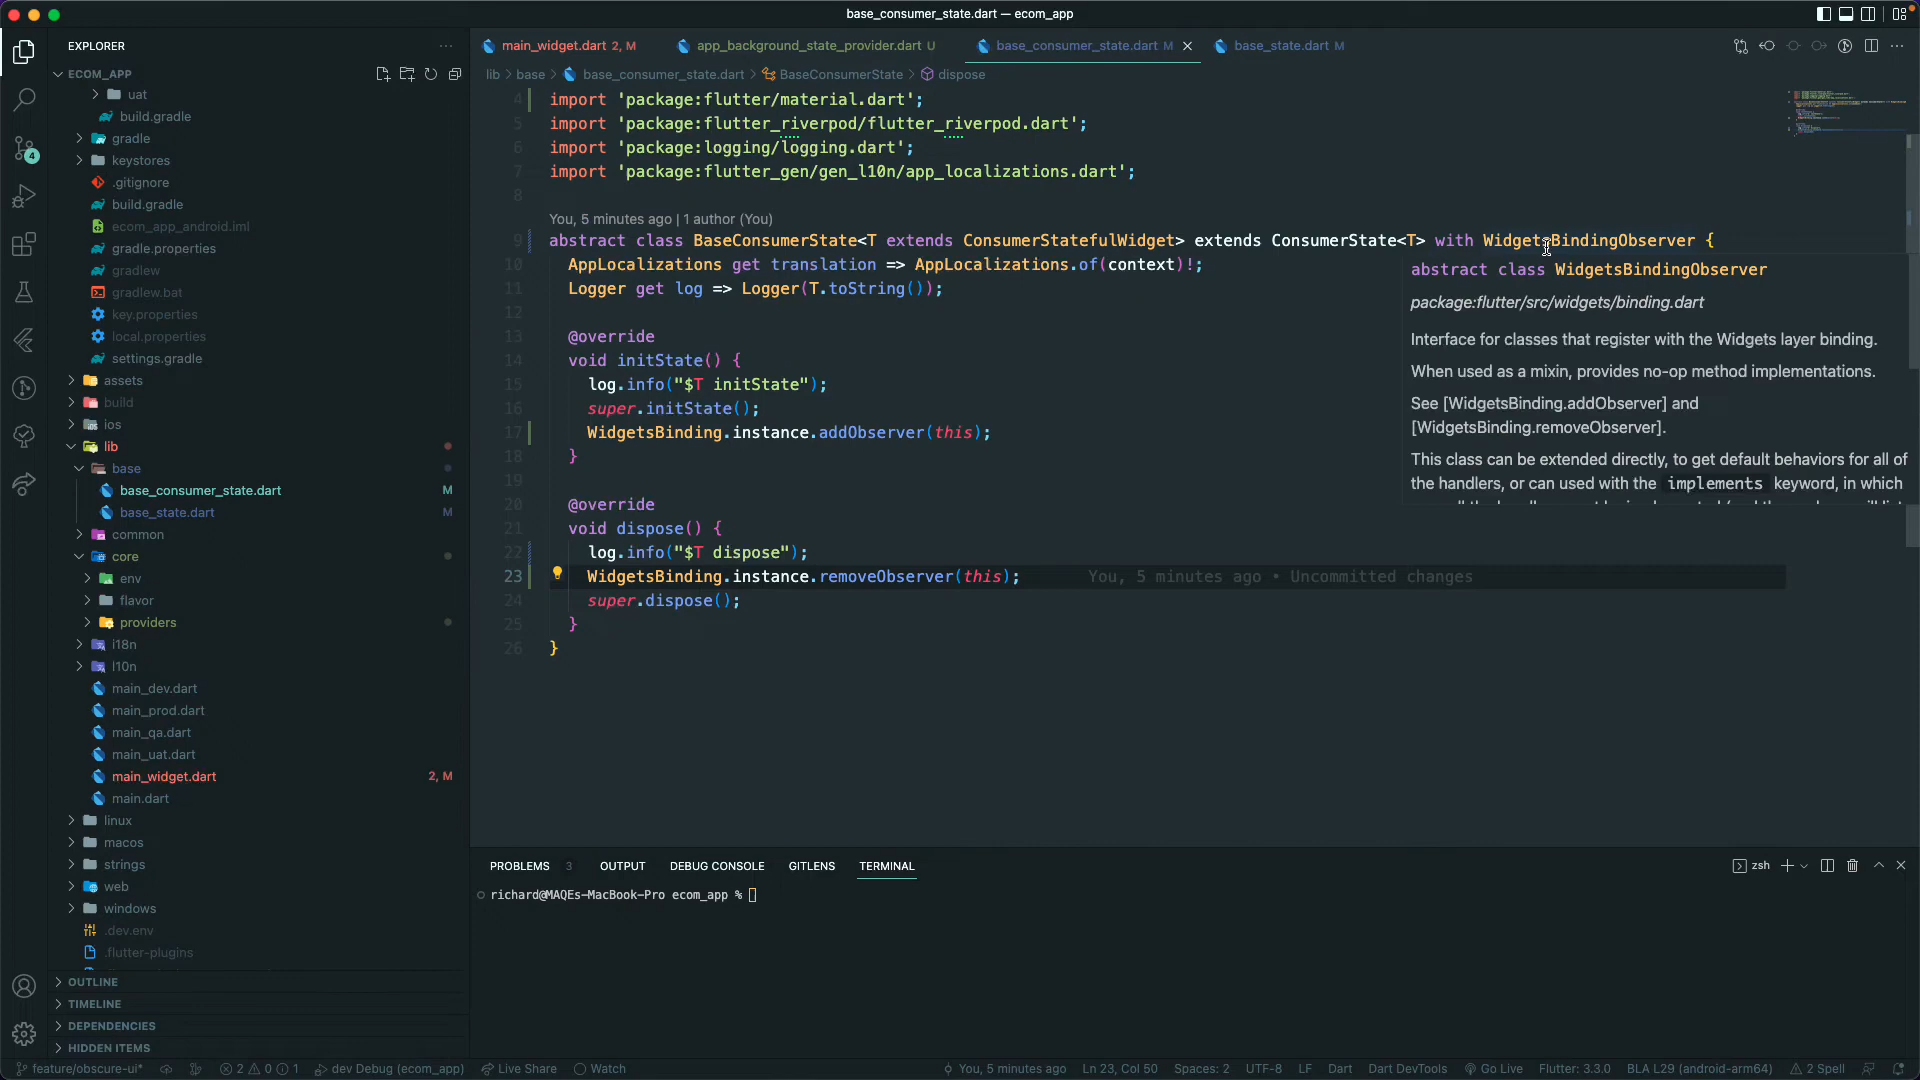 base_consumer_state.dart — ecom_app
EXPLORER
ECOM_APP
uat
build.gradle
gradle
keystores
.gitignore
build.gradle
ecom_app_android.iml
gradle.properties
gradlew
gradlew.bat
key.properties
local.properties
settings.gradle
assets
build
ios
lib
base
base_consumer_state.dart M
base_state.dart M
common
core
env
flavor
providers
i18n
l10n
main_dev.dart
main_prod.dart
main_qa.dart
main_uat.dart
main_widget.dart 2, M
main.dart
linux
macos
strings
web
windows
.dev.env
.flutter-plugins
OUTLINE
TIMELINE
DEPENDENCIES
HIDDEN ITEMS
4
main_widget.dart 2, M
app_background_state_provider.dart U
base_consumer_state.dart M
base_state.dart M
lib > base > base_consumer_state.dart > BaseConsumerState > dispose
4 import 'package:flutter/material.dart';
5 import 'package:flutter_riverpod/flutter_riverpod.dart';
6 import 'package:logging/logging.dart';
7 import 'package:flutter_gen/gen_l10n/app_localizations.dart';
8
You, 5 minutes ago | 1 author (You)
9 abstract class BaseConsumerState<T extends ConsumerStatefulWidget> extends ConsumerState<T> with WidgetsBindingObserver {
10 AppLocalizations get translation => AppLocalizations.of(context)!;
11 Logger get log => Logger(T.toString());
12
13 @override
14 void initState() {
15 log.info("$T initState");
16 super.initState();
17 WidgetsBinding.instance.addObserver(this);
18 }
19
20 @override
21 void dispose() {
22 log.info("$T dispose");
23 WidgetsBinding.instance.removeObserver(this); You, 5 minutes ago • Uncommitted changes
24 super.dispose();
25 }
26 }
abstract class WidgetsBindingObserver
package:flutter/src/widgets/binding.dart
Interface for classes that register with the Widgets layer binding.
When used as a mixin, provides no-op method implementations.
See [WidgetsBinding.addObserver] and
[WidgetsBinding.removeObserver].
This class can be extended directly, to get default behaviors for all of
the handlers, or can used with the implements keyword, in which
PROBLEMS 3 OUTPUT DEBUG CONSOLE GITLENS TERMINAL
zsh
richard@MAQEs-MacBook-Pro ecom_app %
feature/obscure-ui* 2 0 1 dev Debug (ecom_app) Live Share Watch You, 5 minutes ago Ln 23, Col 50 Spaces: 2 UTF-8 LF Dart Dart DevTools Go Live Flutter: 3.3.0 BLA L29 (android-arm64) 2 Spell